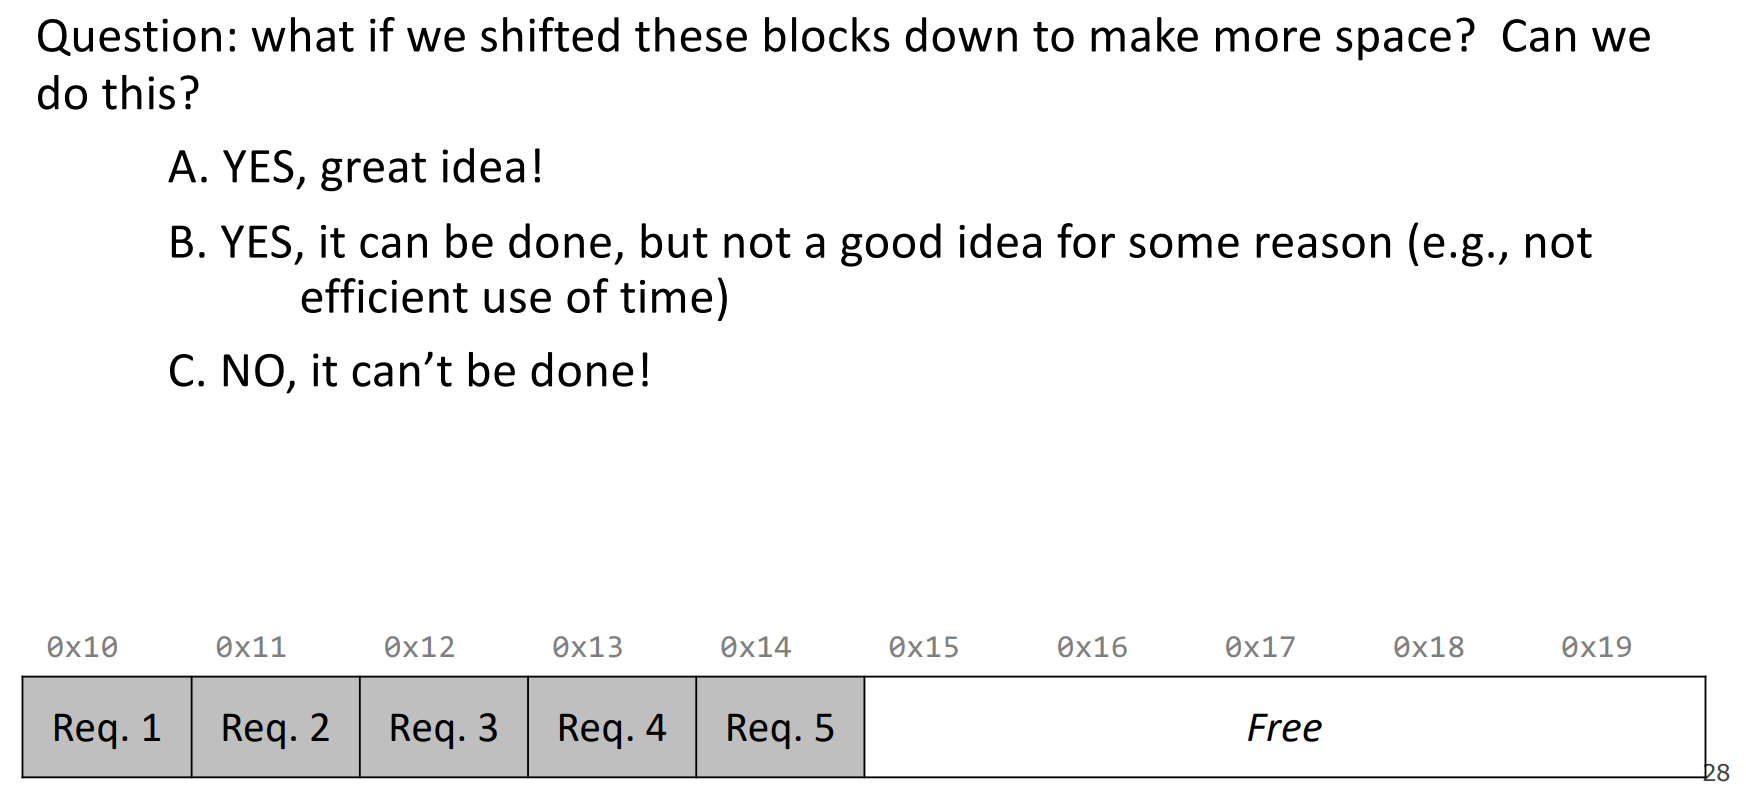 Question: what if we shifted these blocks down to make more space? Can we
do this?
A. YES, great idea!
B. YES, it can be done, but not a good idea for some reason (e.g., not
efficient use of time)
C. NO, it can’t be done!
0x10 0x11 0x12 0x13 0x14 0x15 0x16 0x17 0x18 0x19
Req. 1 Req. 2 Req. 3 Req. 4 Req. 5 Free
28